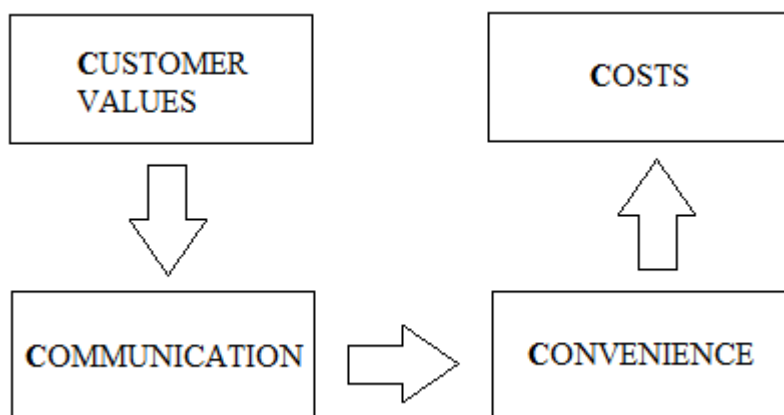 CUSTOMER
VALUES
COMMUNICATION
CONVENIENCE
COSTS